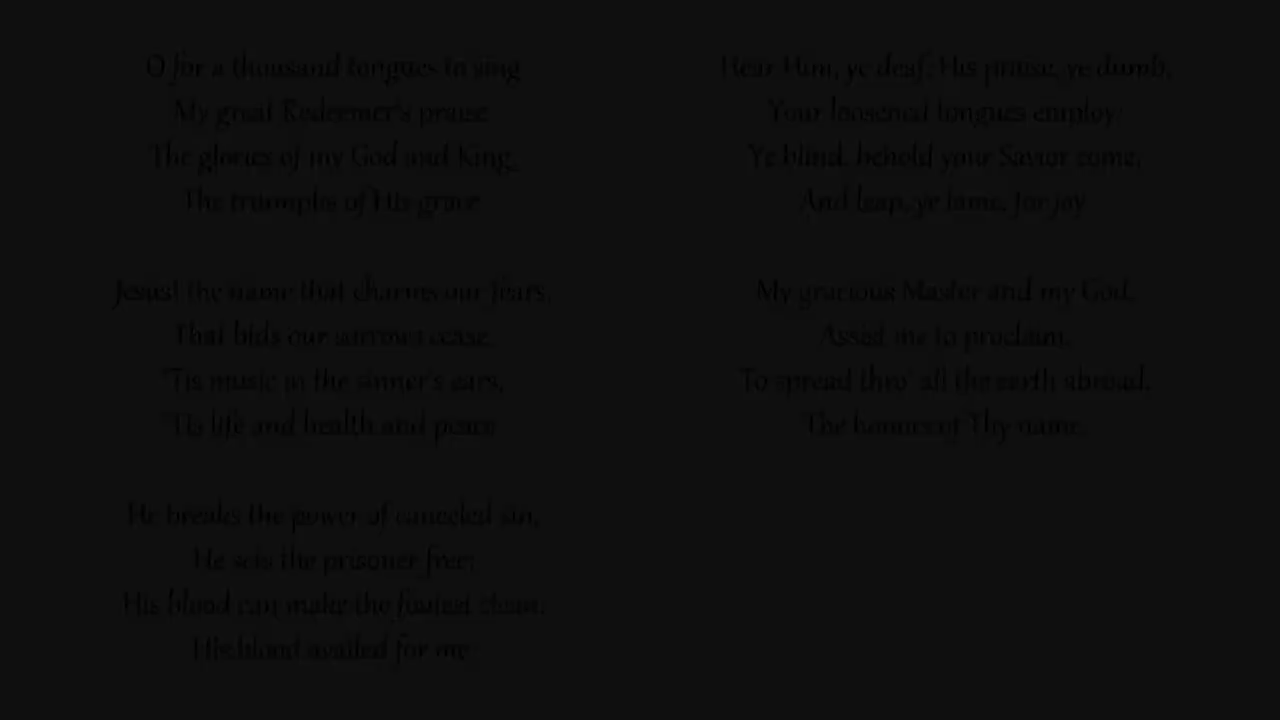 O for a thousand tongues to sing
My great Redeemer's praise
The glories of my God and King,
The triumphs of His grace
Jesus! the name that charms our fears,
That bids our sorrows cease,
'Tis music in the sinner's ears,
'Tis life and health and peace
He breaks the power of canceled sin,
He sets the prisoner free;
His blood can make the foulest clean;
His blood availed for me
Hear Him, ye deaf; His praise, ye dumb,
Your loosened tongues employ;
Ye blind, behold your Savior come,
And leap, ye lame, for joy
My gracious Master and my God,
Assist me to proclaim,
To spread thro' all the earth abroad,
The honors of Thy name.